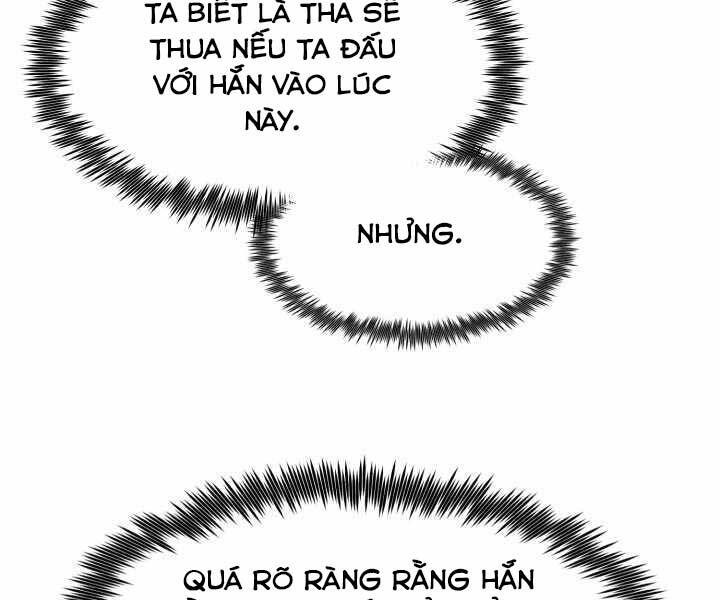 TA BIẾT LÀ THA SẼ
THUA NẾU TA ĐẤU
VỚI HẮN VÀO LÚC
NÀY.
NHƯNG.
QUÁ RÕ RÀNG RẰNG HẮN